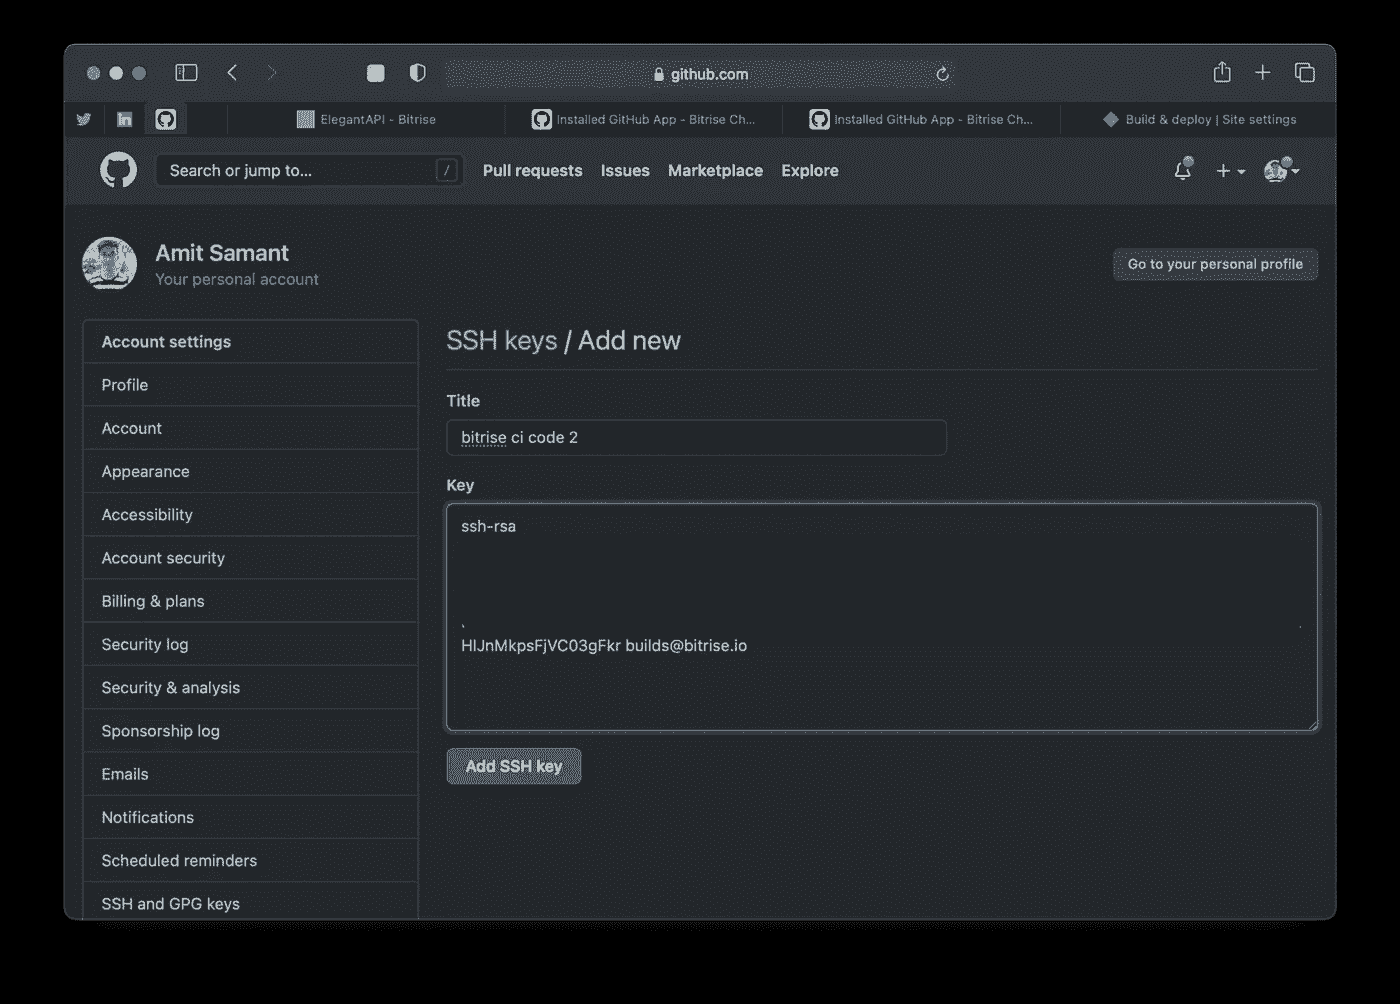 github.com
in
ElegantAPI - Bitrise
Installed GitHub App - Bitrise Ch...
Installed GitHub App - Bitrise Ch...
Build & deploy | Site settings
Search or jump to...
/
Pull requests
Issues
Marketplace
Explore
Amit Samant
Your personal account
Go to your personal profile
Account settings
Profile
Account
Appearance
Accessibility
Account security
Billing & plans
Security log
Security & analysis
Sponsorship log
Emails
Notifications
Scheduled reminders
SSH and GPG keys
SSH keys / Add new
Title
bitrise ci code 2
Key
ssh-rsa
HIJnMkpsFjVC03gFkr builds@bitrise.io
Add SSH key